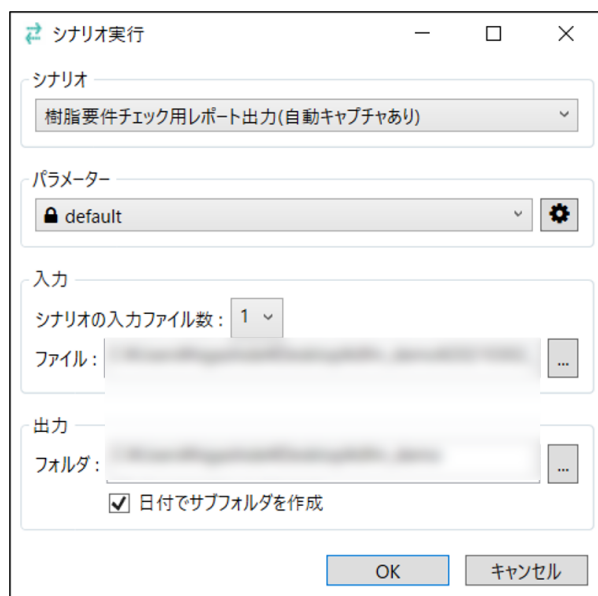 シナリオ実行
シナリオ
樹脂要件チェック用レポート出力(自動キャプチャあり)
パラメーター
default
入力
シナリオの入力ファイル数 : 1
ファイル :
...
出力
フォルダ :
...
日付でサブフォルダを作成
OK キャンセル